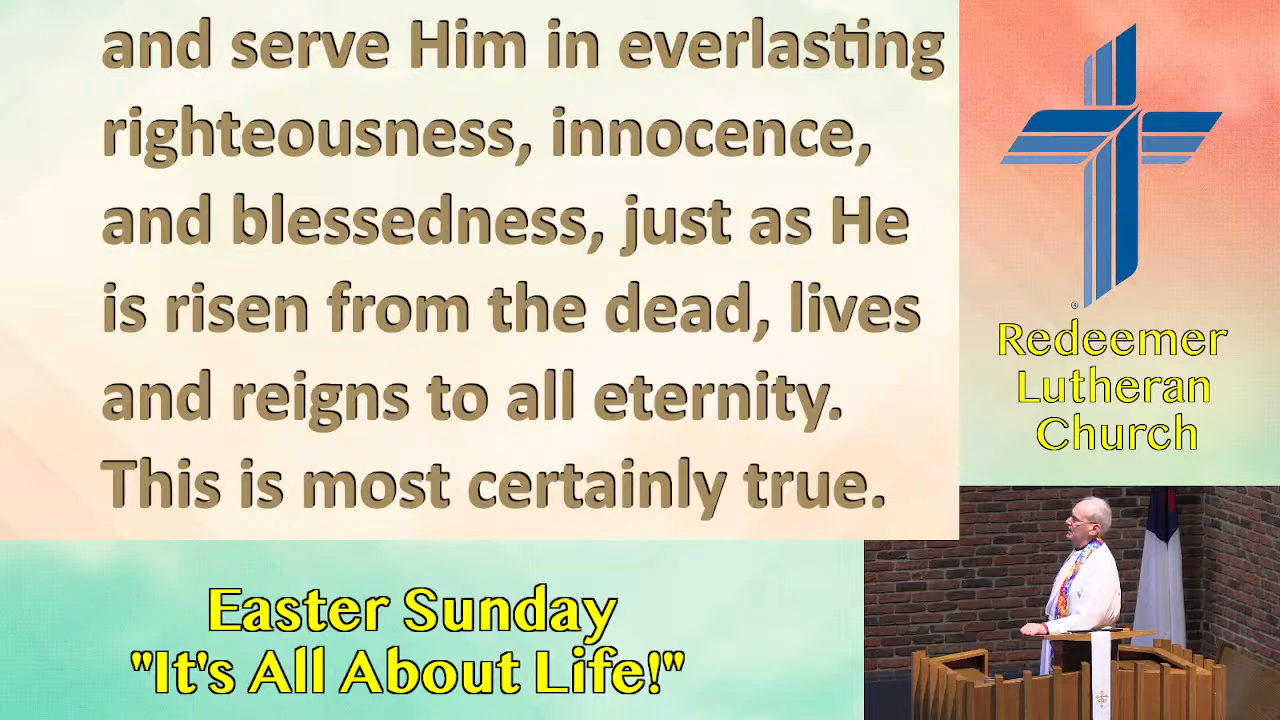 and serve Him in everlasting
righteousness, innocence,
and blessedness, just as He
is risen from the dead, lives
and reigns to all eternity.
This is most certainly true.
®
Redeemer
Lutheran
Church
Easter Sunday
"It's All About Life!"